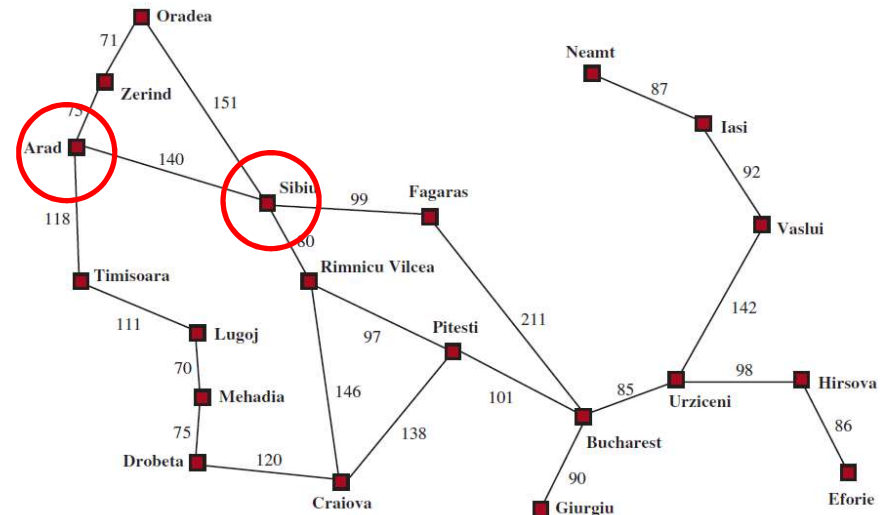 Oradea
71
Neamt
87
Zerind
151
75
Iasi
Arad
140
92
Sibiu
99
Fagaras
118
80
Vaslui
Timisoara
Rimnicu Vilcea
142
111
Lugoj
97
Pitesti
211
70
98
Hirsova
Mehadia
146
101
85
Urziceni
86
75
138
Bucharest
Drobeta
120
90
Craiova
Giurgiu
Eforie